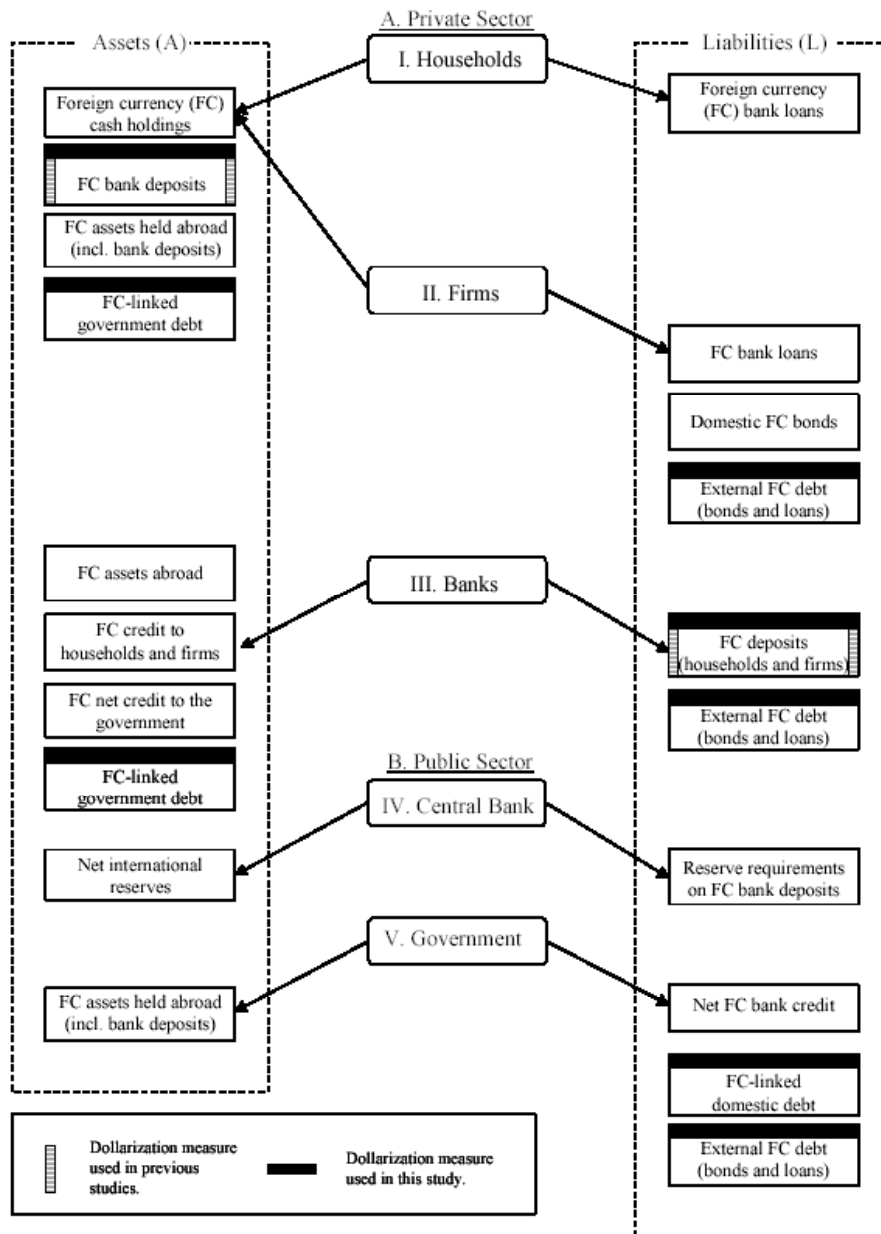 A. Private Sector
Assets (A)
Liabilities (L)
I. Households
Foreign currency (FC)
cash holdings
Foreign currency
(FC) bank loans
FC bank deposits
FC assets held abroad
(incl. bank deposits)
II. Firms
FC-linked
government debt
FC bank loans
Domestic FC bonds
External FC debt
(bonds and loans)
FC assets abroad
III. Banks
FC credit to
households and firms
FC deposits
(households and firms)
FC net credit to the
government
External FC debt
(bonds and loans)
B. Public Sector
FC-linked
government debt
IV. Central Bank
Net international
reserves
Reserve requirements
on FC bank deposits
V. Government
FC assets held abroad
(incl. bank deposits)
Net FC bank credit
FC-linked
domestic debt
External FC debt
(bonds and loans)
Dollarization measure
used in previous
studies.
Dollarization measure
used in this study.